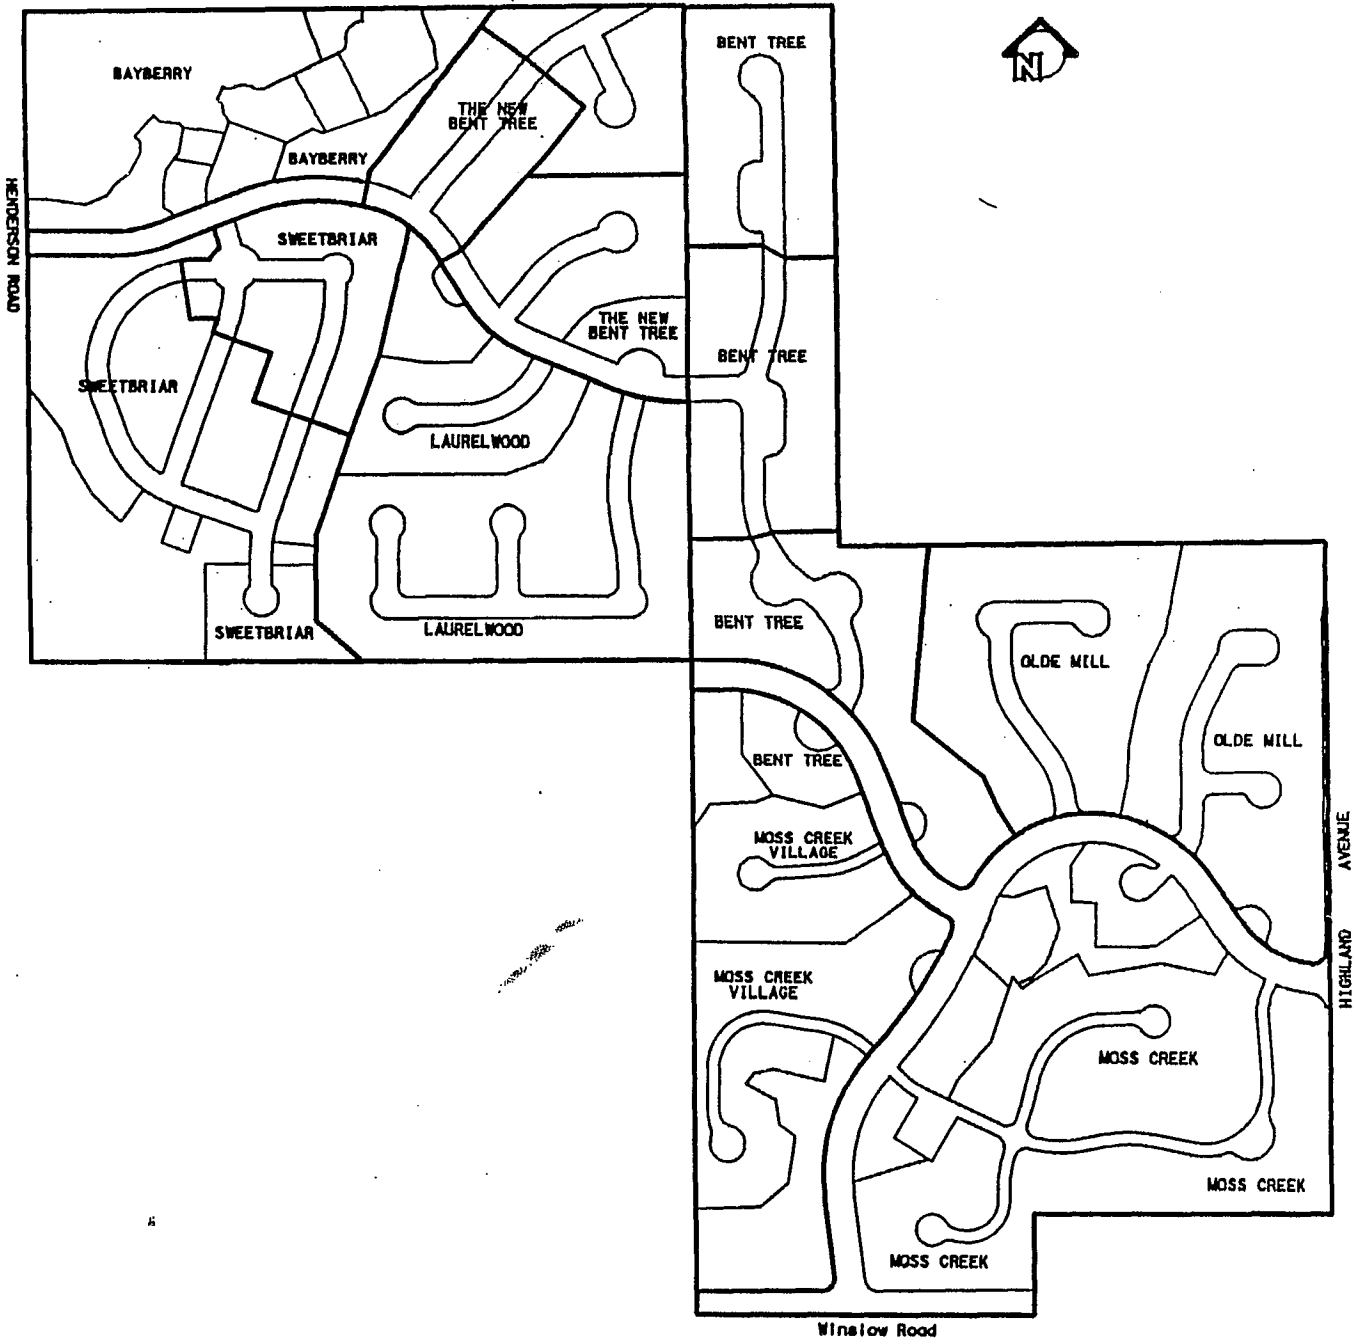 BENT TREE
N
BAYBERRY
THE NEW
BENT TREE
BAYBERRY
HENDERSON ROAD
SWEETBRIAR
THE NEW
BENT TREE
BENT TREE
SWEETBRIAR
LAURELWOOD
SWEETBRIAR
LAURELWOOD
BENT TREE
OLDE MILL
OLDE MILL
BENT TREE
MOSS CREEK
VILLAGE
HIGHLAND AVENUE
MOSS CREEK
VILLAGE
MOSS CREEK
MOSS CREEK
MOSS CREEK
Winslow Road